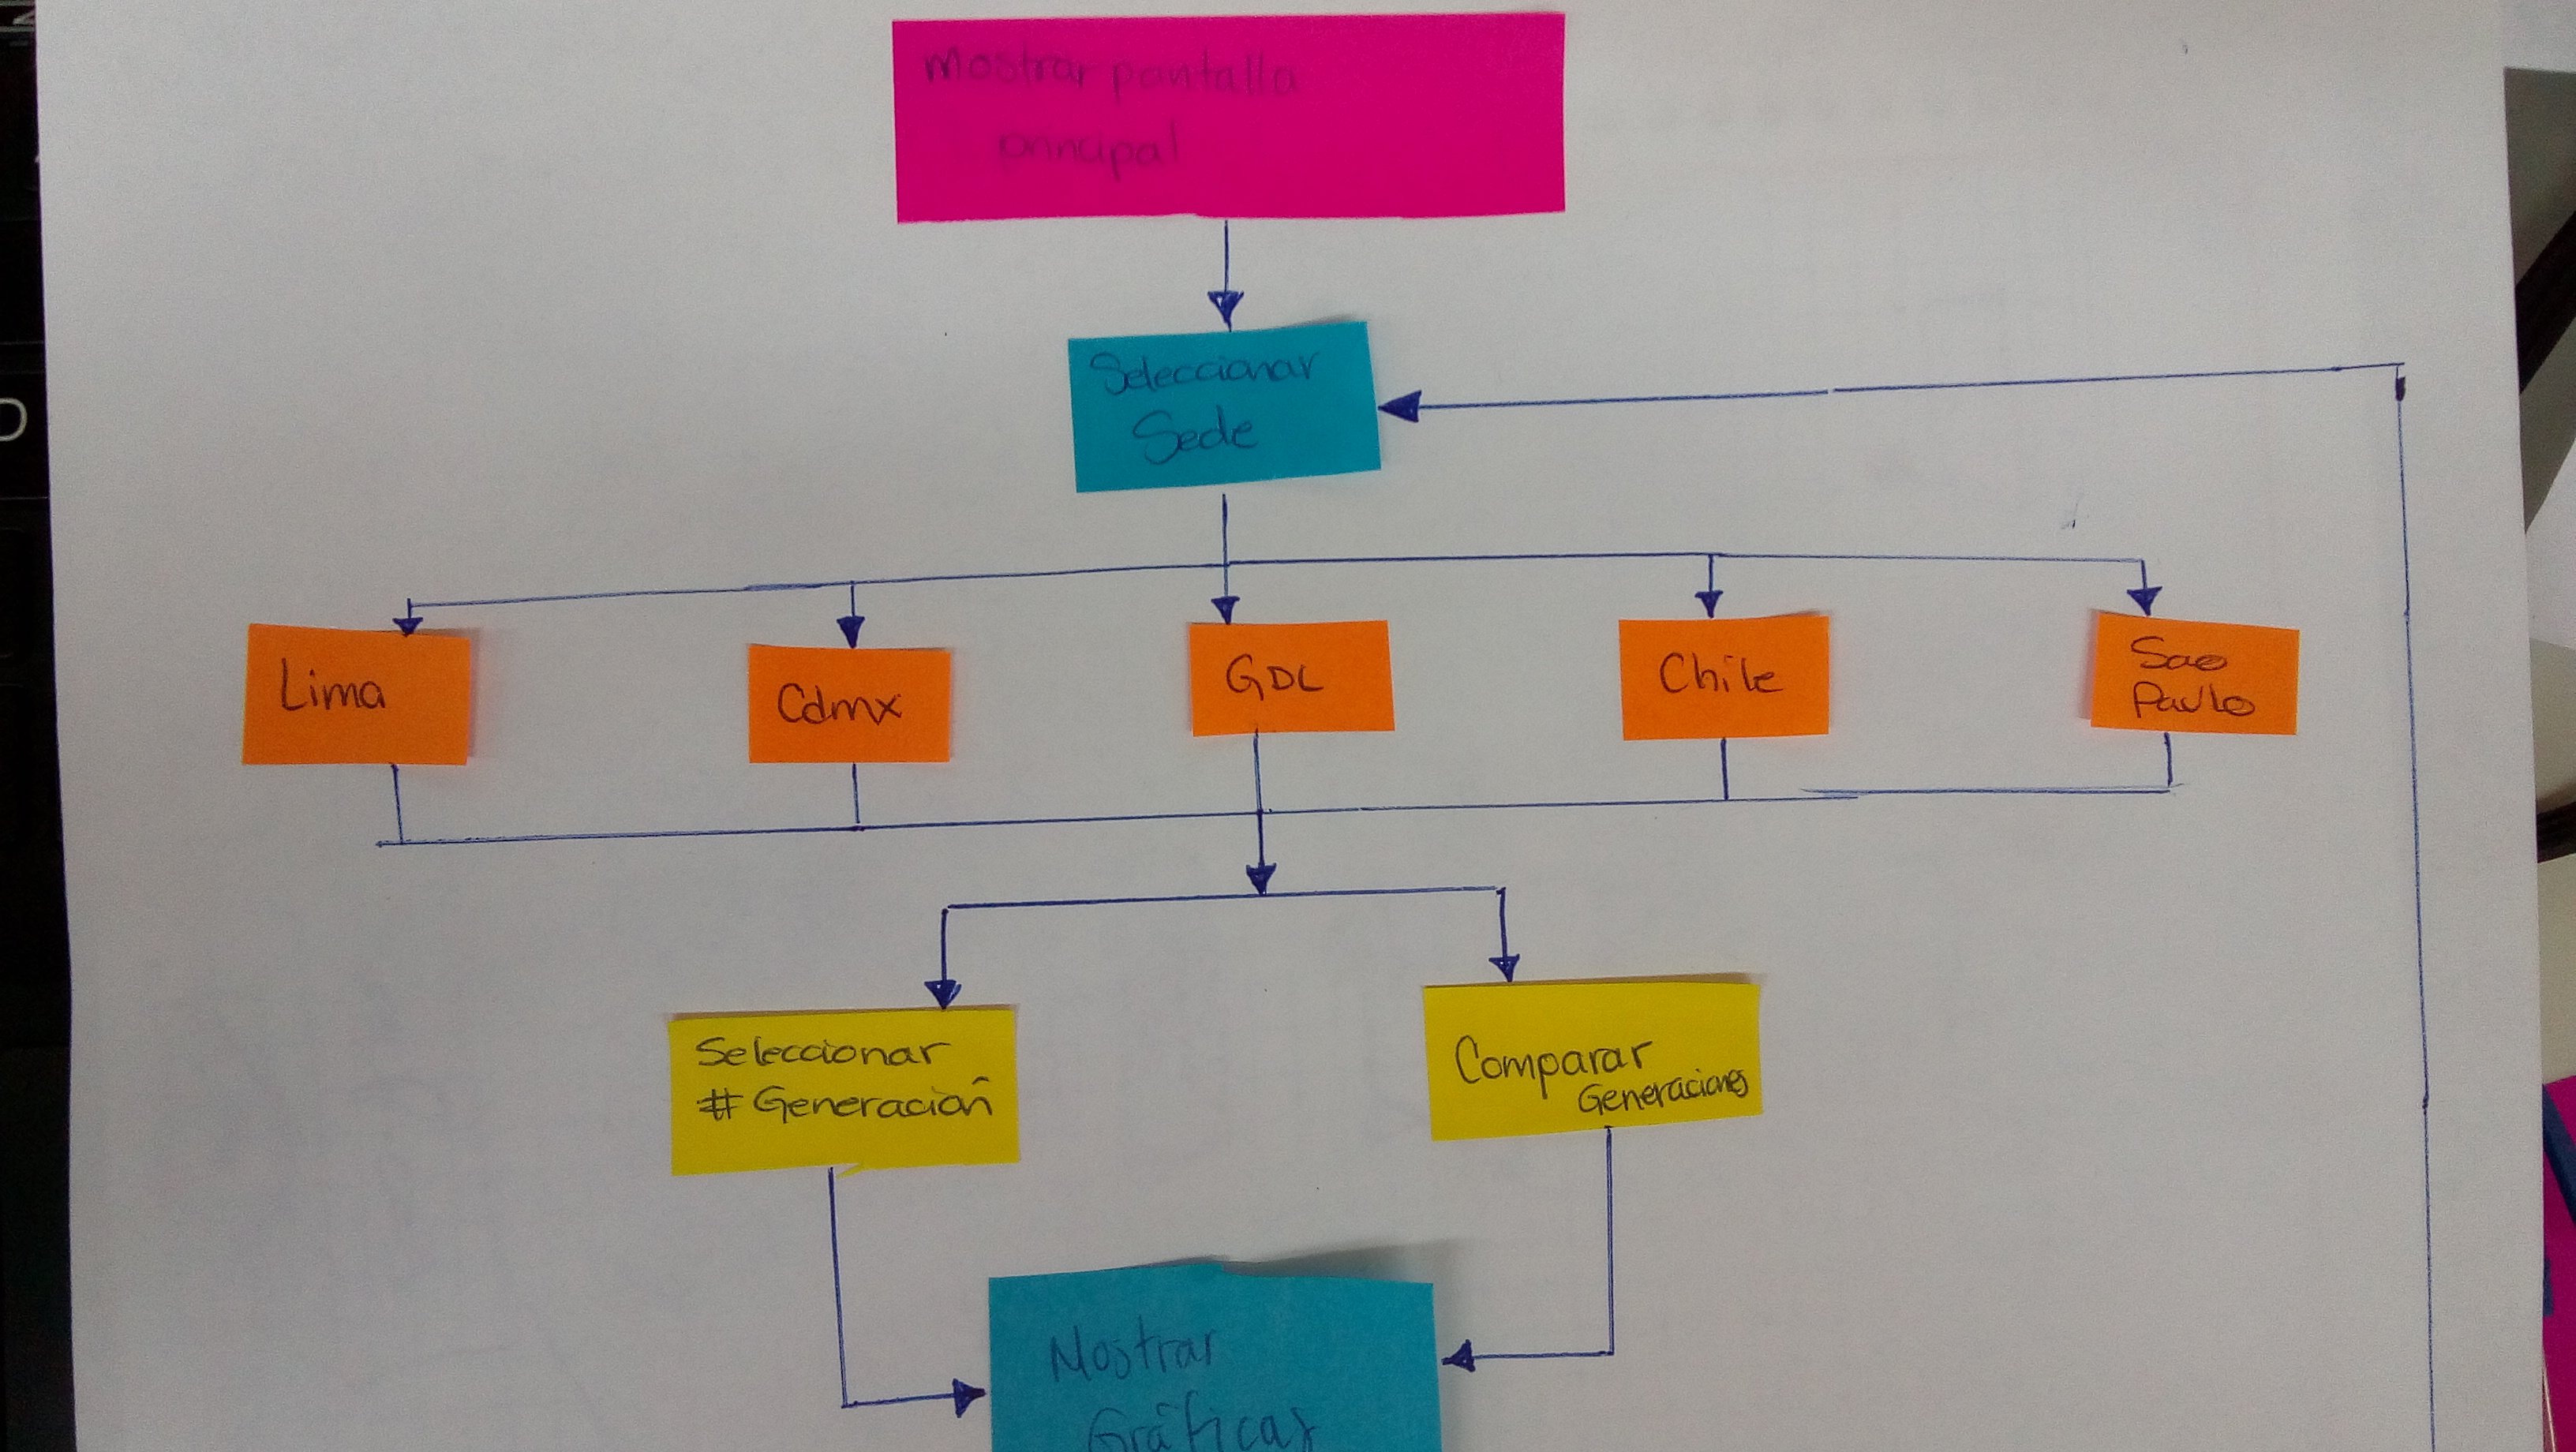 mostrar pantalla
principal
Seleccionar
Sede
Lima
Cdmx
GDL
Chile
Sao
Paulo
Seleccionar
# Generación
Comparar
Generaciones
Mostrar
Gráficas